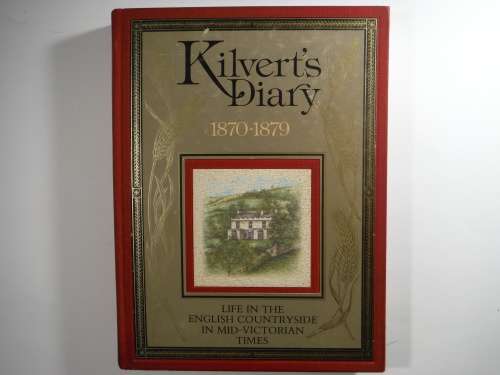 Kilvert's
Diary
1870-1879
LIFE IN THE
ENGLISH COUNTRYSIDE
IN MID-VICTORIAN
TIMES